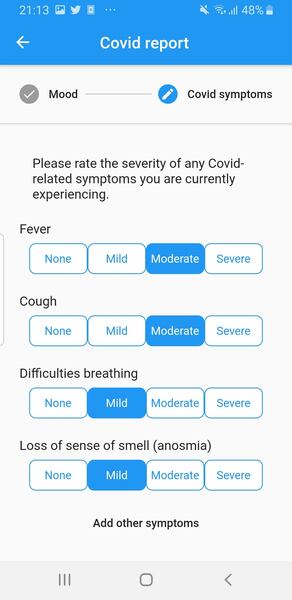 21:13 48%
Covid report
Mood Covid symptoms
Please rate the severity of any Covid-
related symptoms you are currently
experiencing.
Fever
None Mild Moderate Severe
Cough
None Mild Moderate Severe
Difficulties breathing
None Mild Moderate Severe
Loss of sense of smell (anosmia)
None Mild Moderate Severe
Add other symptoms